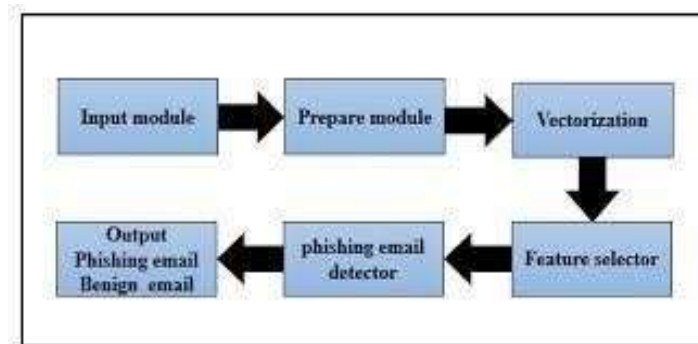 Input module
Prepare module
Vectorization
Feature selector
phishing email
detector
Output
Phishing email
Benign email